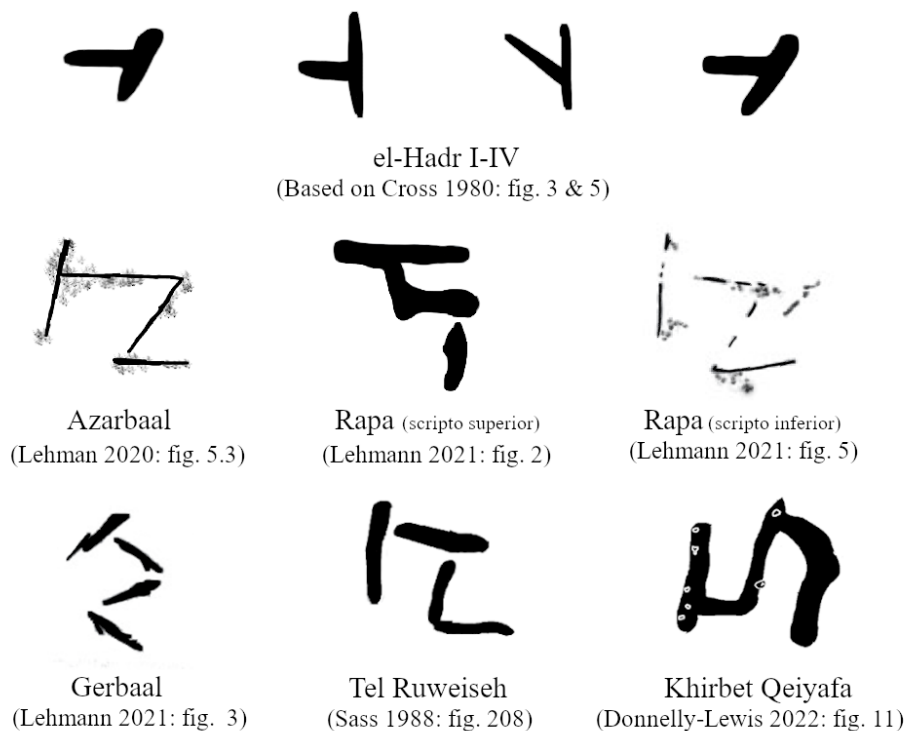 el-Hadr I-IV
(Based on Cross 1980: fig. 3 & 5)
Azarbaal
(Lehman 2020: fig. 5.3)
Rapa (scripto superior)
(Lehmann 2021: fig. 2)
Rapa (scripto inferior)
(Lehmann 2021: fig. 5)
Gerbaal
(Lehmann 2021: fig. 3)
Tel Ruweiseh
(Sass 1988: fig. 208)
Khirbet Qeiyafa
(Donnelly-Lewis 2022: fig. 11)